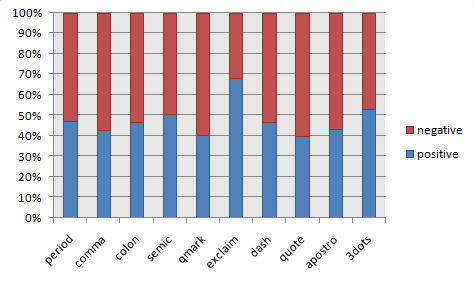 100%
90%
80%
70%
60%
50%
40%
30%
20%
10%
0%
period
comma
colon
semic
qmark
exclaim
dash
quote
apostro
3dots
negative
positive